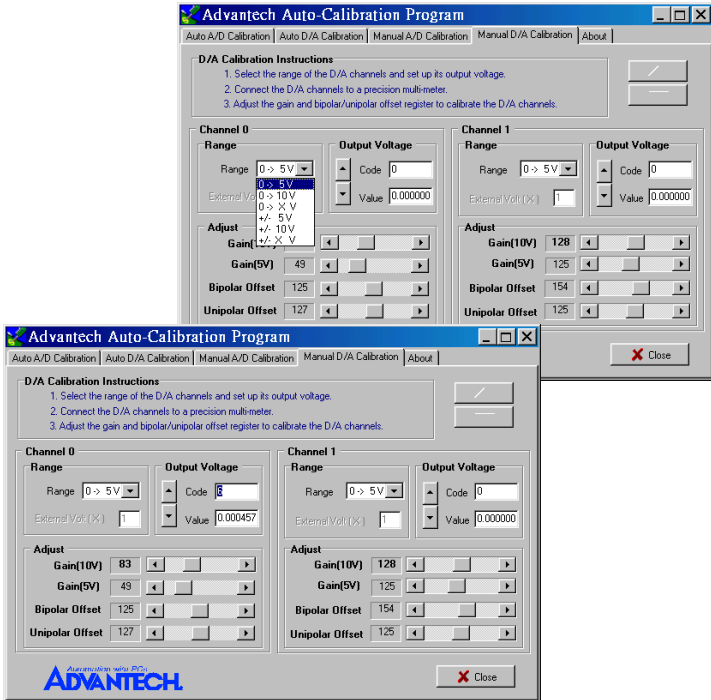 Advantech Auto-Calibration Program
Auto A/D Calibration Auto D/A Calibration Manual A/D Calibration Manual D/A Calibration About
D/A Calibration Instructions
1. Select the range of the D/A channels and set up its output voltage.
2. Connect the D/A channels to a precision multi-meter.
3. Adjust the gain and bipolar/unipolar offset register to calibrate the D/A channels.
Channel 0
Range
Range 0 -> 5 V
0 -> 5 V
0 -> 10 V
0 -> X V
+/- 5 V
+/- 10 V
+/- X V
External
Output Voltage
Code 0
Value 0.000000
Adjust
Gain(5V) 49
Bipolar Offset 125
Unipolar Offset 127
Channel 1
Range
Range 0 -> 5 V
External Volt (X) 1
Output Voltage
Code 0
Value 0.000000
Adjust
Gain(10V) 128
Gain(5V) 125
Bipolar Offset 154
Unipolar Offset 125
Close
Advantech Auto-Calibration Program
Auto A/D Calibration Auto D/A Calibration Manual A/D Calibration Manual D/A Calibration About
D/A Calibration Instructions
1. Select the range of the D/A channels and set up its output voltage.
2. Connect the D/A channels to a precision multi-meter.
3. Adjust the gain and bipolar/unipolar offset register to calibrate the D/A channels.
Channel 0
Range
Range 0 -> 5 V
External Volt (X) 1
Output Voltage
Code 6
Value 0.000457
Adjust
Gain(10V) 83
Gain(5V) 49
Bipolar Offset 125
Unipolar Offset 127
Channel 1
Range
Range 0 -> 5 V
External Volt (X) 1
Output Voltage
Code 0
Value 0.000000
Adjust
Gain(10V) 128
Gain(5V) 125
Bipolar Offset 154
Unipolar Offset 125
Automation with PCs
ADVANTECH.
Close